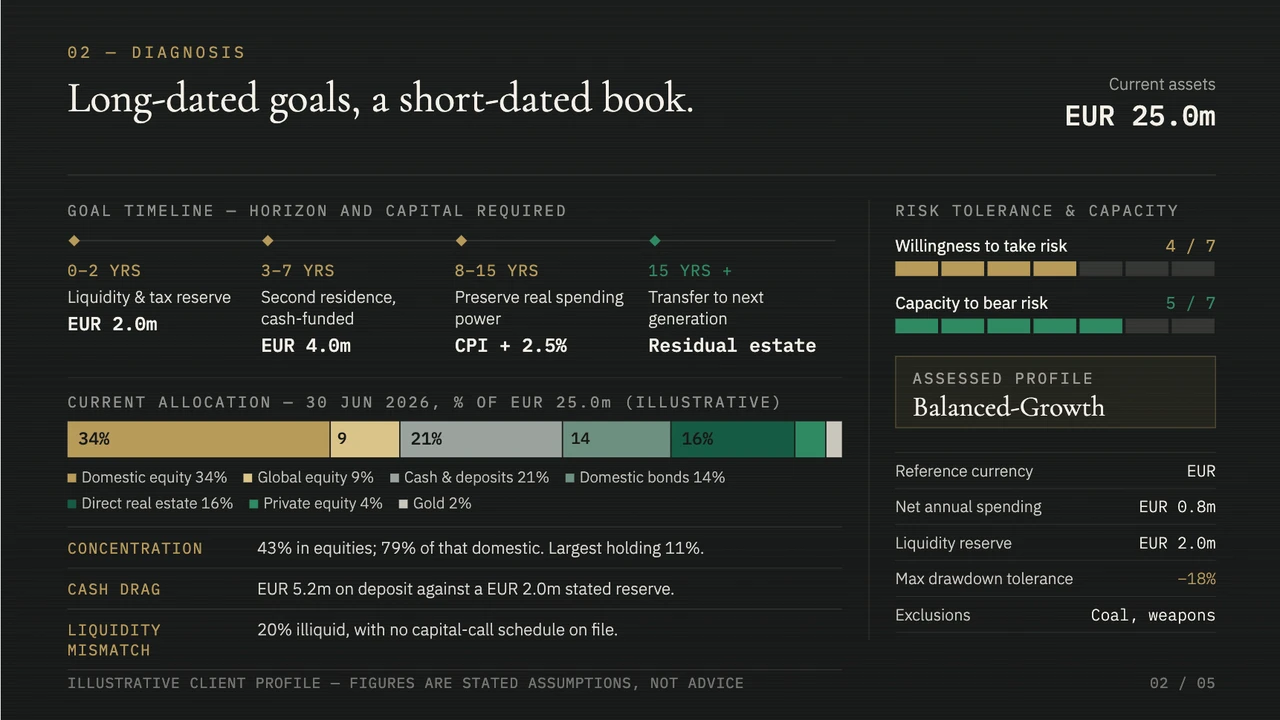 02 — DIAGNOSIS
Long-dated goals, a short-dated book.
Current assets
EUR 25.0m
GOAL TIMELINE — HORIZON AND CAPITAL REQUIRED
0–2 YRS
Liquidity & tax reserve
EUR 2.0m
3–7 YRS
Second residence,
cash-funded
EUR 4.0m
8–15 YRS
Preserve real spending
power
CPI + 2.5%
15 YRS +
Transfer to next
generation
Residual estate
CURRENT ALLOCATION — 30 JUN 2026, % OF EUR 25.0m (ILLUSTRATIVE)
34% 9 21% 14 16%
Domestic equity 34% Global equity 9% Cash & deposits 21% Domestic bonds 14%
Direct real estate 16% Private equity 4% Gold 2%
CONCENTRATION 43% in equities; 79% of that domestic. Largest holding 11%.
CASH DRAG EUR 5.2m on deposit against a EUR 2.0m stated reserve.
LIQUIDITY 20% illiquid, with no capital-call schedule on file.
MISMATCH
RISK TOLERANCE & CAPACITY
Willingness to take risk 4 / 7
Capacity to bear risk 5 / 7
ASSESSED PROFILE
Balanced-Growth
Reference currency EUR
Net annual spending EUR 0.8m
Liquidity reserve EUR 2.0m
Max drawdown tolerance −18%
Exclusions Coal, weapons
ILLUSTRATIVE CLIENT PROFILE — FIGURES ARE STATED ASSUMPTIONS, NOT ADVICE
02 / 05